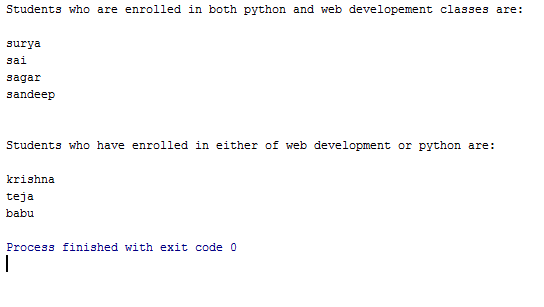 Students who are enrolled in both python and web developement classes are:
surya
sai
sagar
sandeep
Students who have enrolled in either of web development or python are:
krishna
teja
babu
Process finished with exit code 0